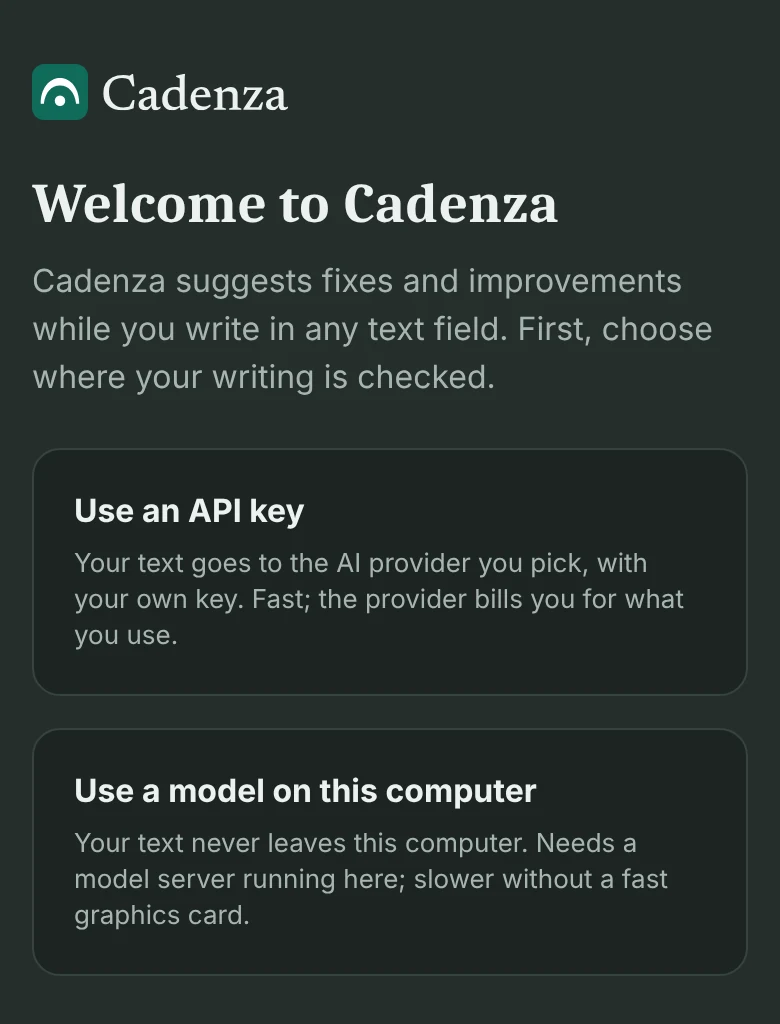 Cadenza
Welcome to Cadenza
Cadenza suggests fixes and improvements
while you write in any text field. First, choose
where your writing is checked.
Use an API key
Your text goes to the AI provider you pick, with
your own key. Fast; the provider bills you for what
you use.
Use a model on this computer
Your text never leaves this computer. Needs a
model server running here; slower without a fast
graphics card.